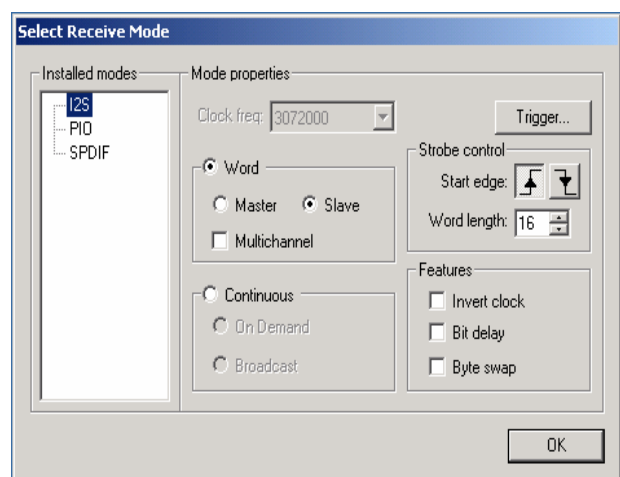 Select Receive Mode
Installed modes
I2S
PIO
SPDIF
Mode properties
Clock freq: 3072000
Trigger...
Word
Master Slave
Multichannel
Continuous
On Demand
Broadcast
Strobe control
Start edge:
Word length: 16
Features
Invert clock
Bit delay
Byte swap
OK